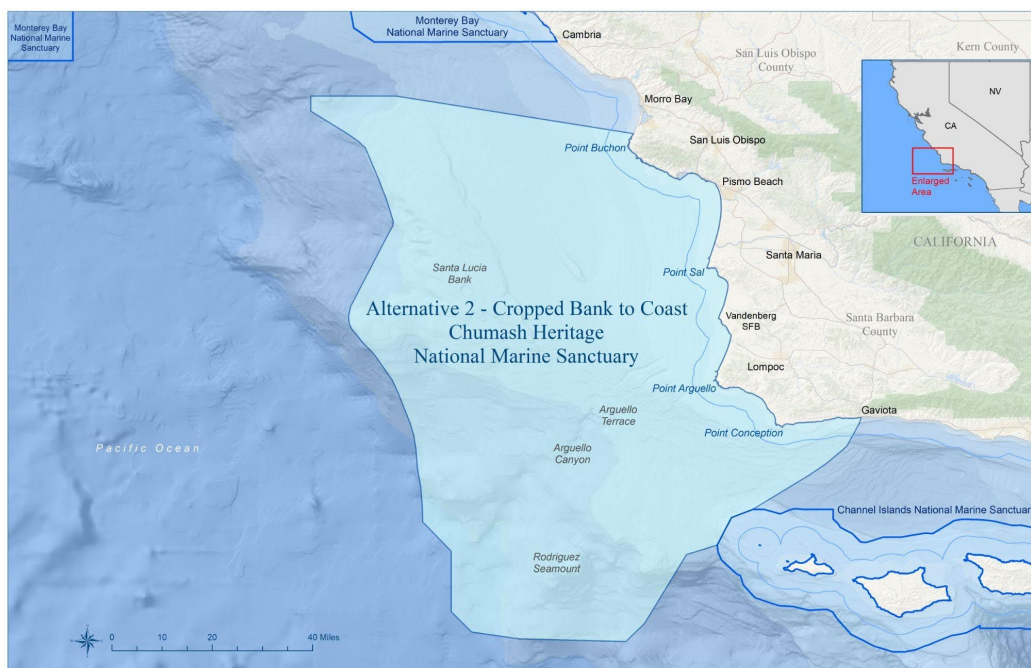 Monterey Bay
National Marine
Sanctuary
Monterey Bay
National Marine Sanctuary
Cambria
San Luis Obispo
County
Kern County
NV
CA
Enlarged
Area
Morro Bay
San Luis Obispo
Point Buchon
Pismo Beach
CALIFORNIA
Santa Maria
Point Sal
Santa Lucia
Bank
Alternative 2 - Cropped Bank to Coast
Chumash Heritage
National Marine Sanctuary
Vandenberg
SFB
Santa Barbara
County
Lompoc
Point Arguello
Gaviota
Arguello
Terrace
Point Conception
Pacific Ocean
Arguello
Canyon
Channel Islands National Marine Sanctuar
Rodriguez
Seamount
0 10 20 40 Miles